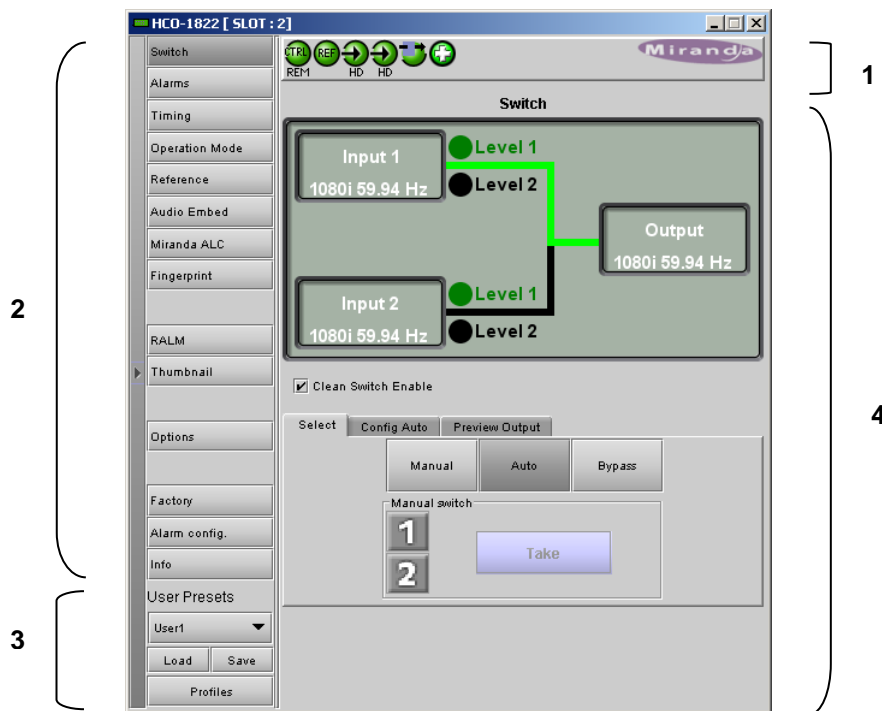 HCO-1822 [ SLOT : 2]
Switch
Alarms
Timing
Operation Mode
Reference
Audio Embed
Miranda ALC
Fingerprint
RALM
Thumbnail
Options
Factory
Alarm config.
Info
User Presets
User1
Load Save
Profiles
CTRL REF
REM HD HD
Miranda
Switch
Input 1
1080i 59.94 Hz
Level 1
Level 2
Output
1080i 59.94 Hz
Input 2
1080i 59.94 Hz
Level 1
Level 2
Clean Switch Enable
Select Config Auto Preview Output
Manual Auto Bypass
Manual switch
1
2
Take
1
2
3
4